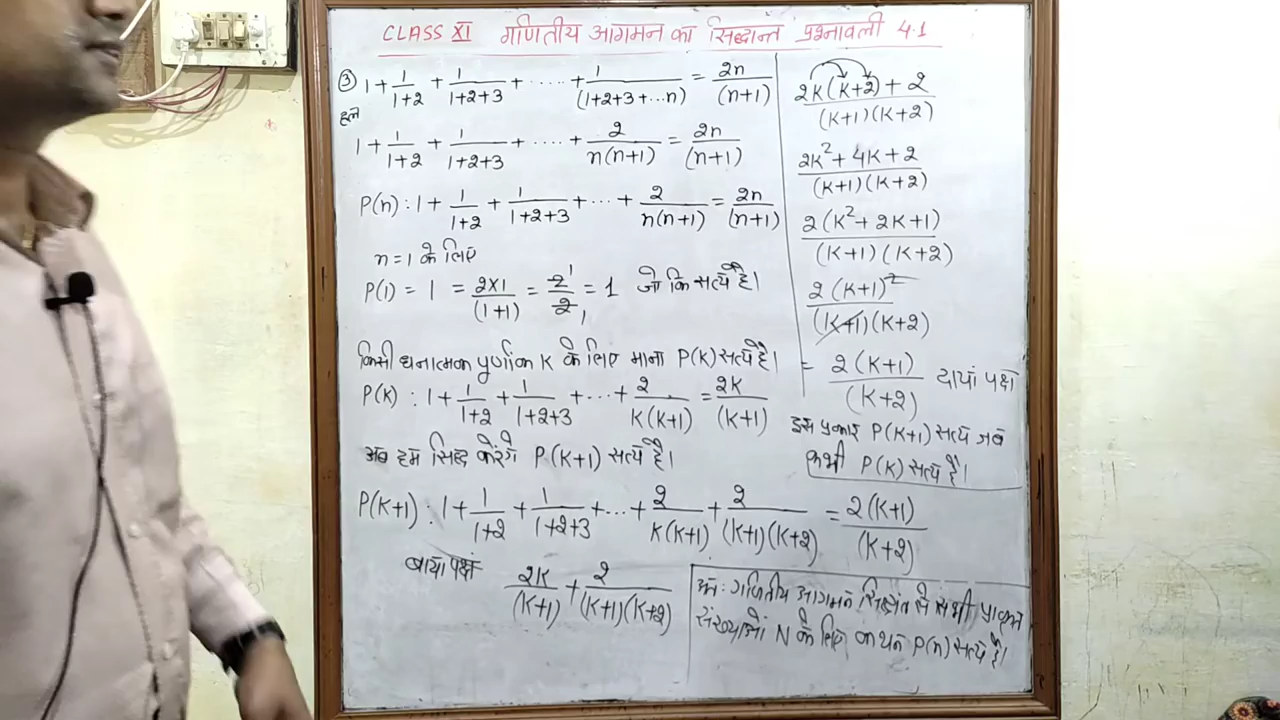 CLASS XI गणितीय आगमन का सिद्धान्त प्रश्नावली 4.1
③ 1 + 1/(1+2) + 1/(1+2+3) + ...... + 1/(1+2+3+...n) = 2n/(n+1)
हल
1 + 1/(1+2) + 1/(1+2+3) + .... + 2/(n(n+1)) = 2n/(n+1)
P(n) : 1 + 1/(1+2) + 1/(1+2+3) + ... + 2/(n(n+1)) = 2n/(n+1)
n=1 के लिए
P(1) = 1 = 2×1/(1+1) = 2/2 = 1 जो कि सत्य है।
किसी धनात्मक पूर्णांक K के लिए माना P(K) सत्य है।
P(K) : 1 + 1/(1+2) + 1/(1+2+3) + ... + 2/(K(K+1)) = 2K/(K+1)
अब हम सिद्ध करेंगे P(K+1) सत्य है।
P(K+1) : 1 + 1/(1+2) + 1/(1+2+3) + ... + 2/(K(K+1)) + 2/((K+1)(K+2)) = 2(K+1)/(K+2)
बायां पक्ष 2K/(K+1) + 2/((K+1)(K+2))
(2K(K+2)+2)/((K+1)(K+2))
(2K²+4K+2)/((K+1)(K+2))
2(K²+2K+1)/((K+1)(K+2))
2(K+1)²/((K+1)(K+2))
= 2(K+1)/(K+2) दायां पक्ष
इस प्रकार P(K+1) सत्य जब
कभी P(K) सत्य है।
अतः गणितीय आगमन सिद्धांत से सभी प्राकृत
संख्याओं N के लिए कथन P(n) सत्य है।